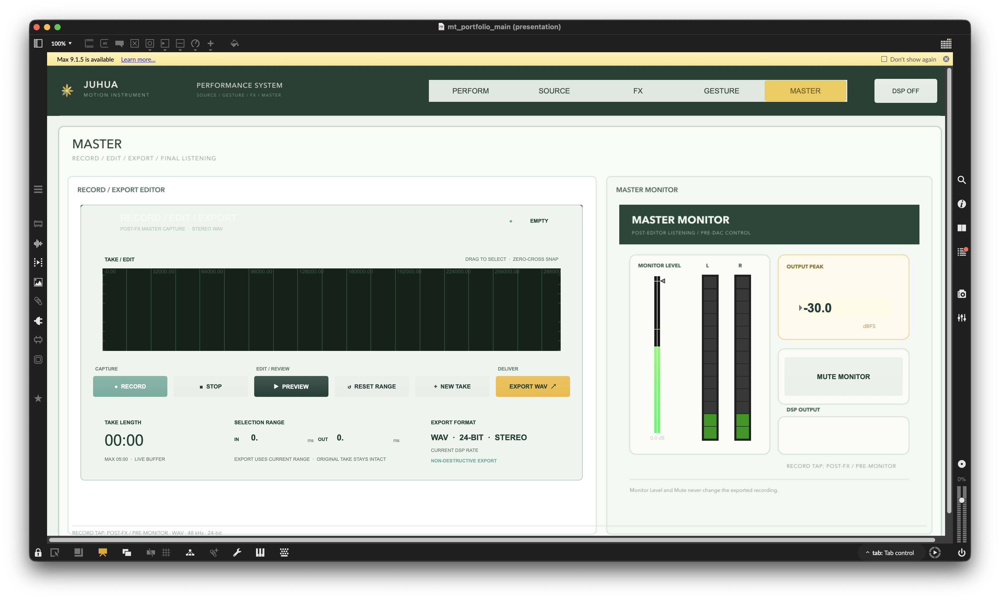 mt_portfolio_main (presentation)
100%
Max 9.1.5 is available Learn more... Don't show again
JUHUA
MOTION INSTRUMENT
PERFORMANCE SYSTEM
SOURCE / GESTURE / FX / MASTER
PERFORM SOURCE FX GESTURE MASTER
DSP OFF
MASTER
RECORD / EDIT / EXPORT / FINAL LISTENING
RECORD / EXPORT EDITOR
RECORD / EDIT / EXPORT
POST-FX MASTER CAPTURE · STEREO WAV
EMPTY
TAKE / EDIT
DRAG TO SELECT · ZERO-CROSS SNAP
-0.00 32000.00 64000.00 96000.00 128000.00 160000.00 192000.00 224000.00 256000.00 288000
CAPTURE EDIT / REVIEW DELIVER
RECORD STOP PREVIEW RESET RANGE + NEW TAKE EXPORT WAV ↗
TAKE LENGTH
00:00
MAX 05:00 · LIVE BUFFER
SELECTION RANGE
IN 0. ms OUT 0. ms
EXPORT USES CURRENT RANGE · ORIGINAL TAKE STAYS INTACT
EXPORT FORMAT
WAV · 24-BIT · STEREO
CURRENT DSP RATE
NON-DESTRUCTIVE EXPORT
RECORD TAP: POST-FX / PRE-MONITOR · WAV · 48 kHz · 24-bit
MASTER MONITOR
MASTER MONITOR
POST-EDITOR LISTENING / PRE-DAC CONTROL
MONITOR LEVEL L R
0.0 dB
OUTPUT PEAK
-30.0
dBFS
MUTE MONITOR
DSP OUTPUT
RECORD TAP: POST-FX / PRE-MONITOR
Monitor Level and Mute never change the exported recording.
0%
tab: Tab control